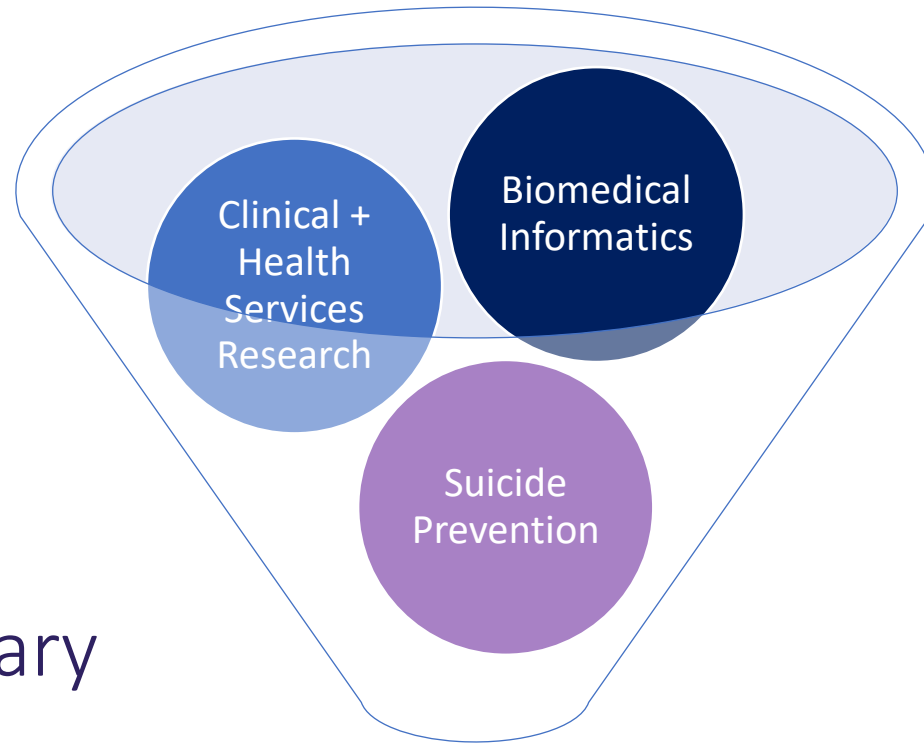 Biomedical
Informatics
Clinical +
Health
Services
Research
Suicide
Prevention
ary